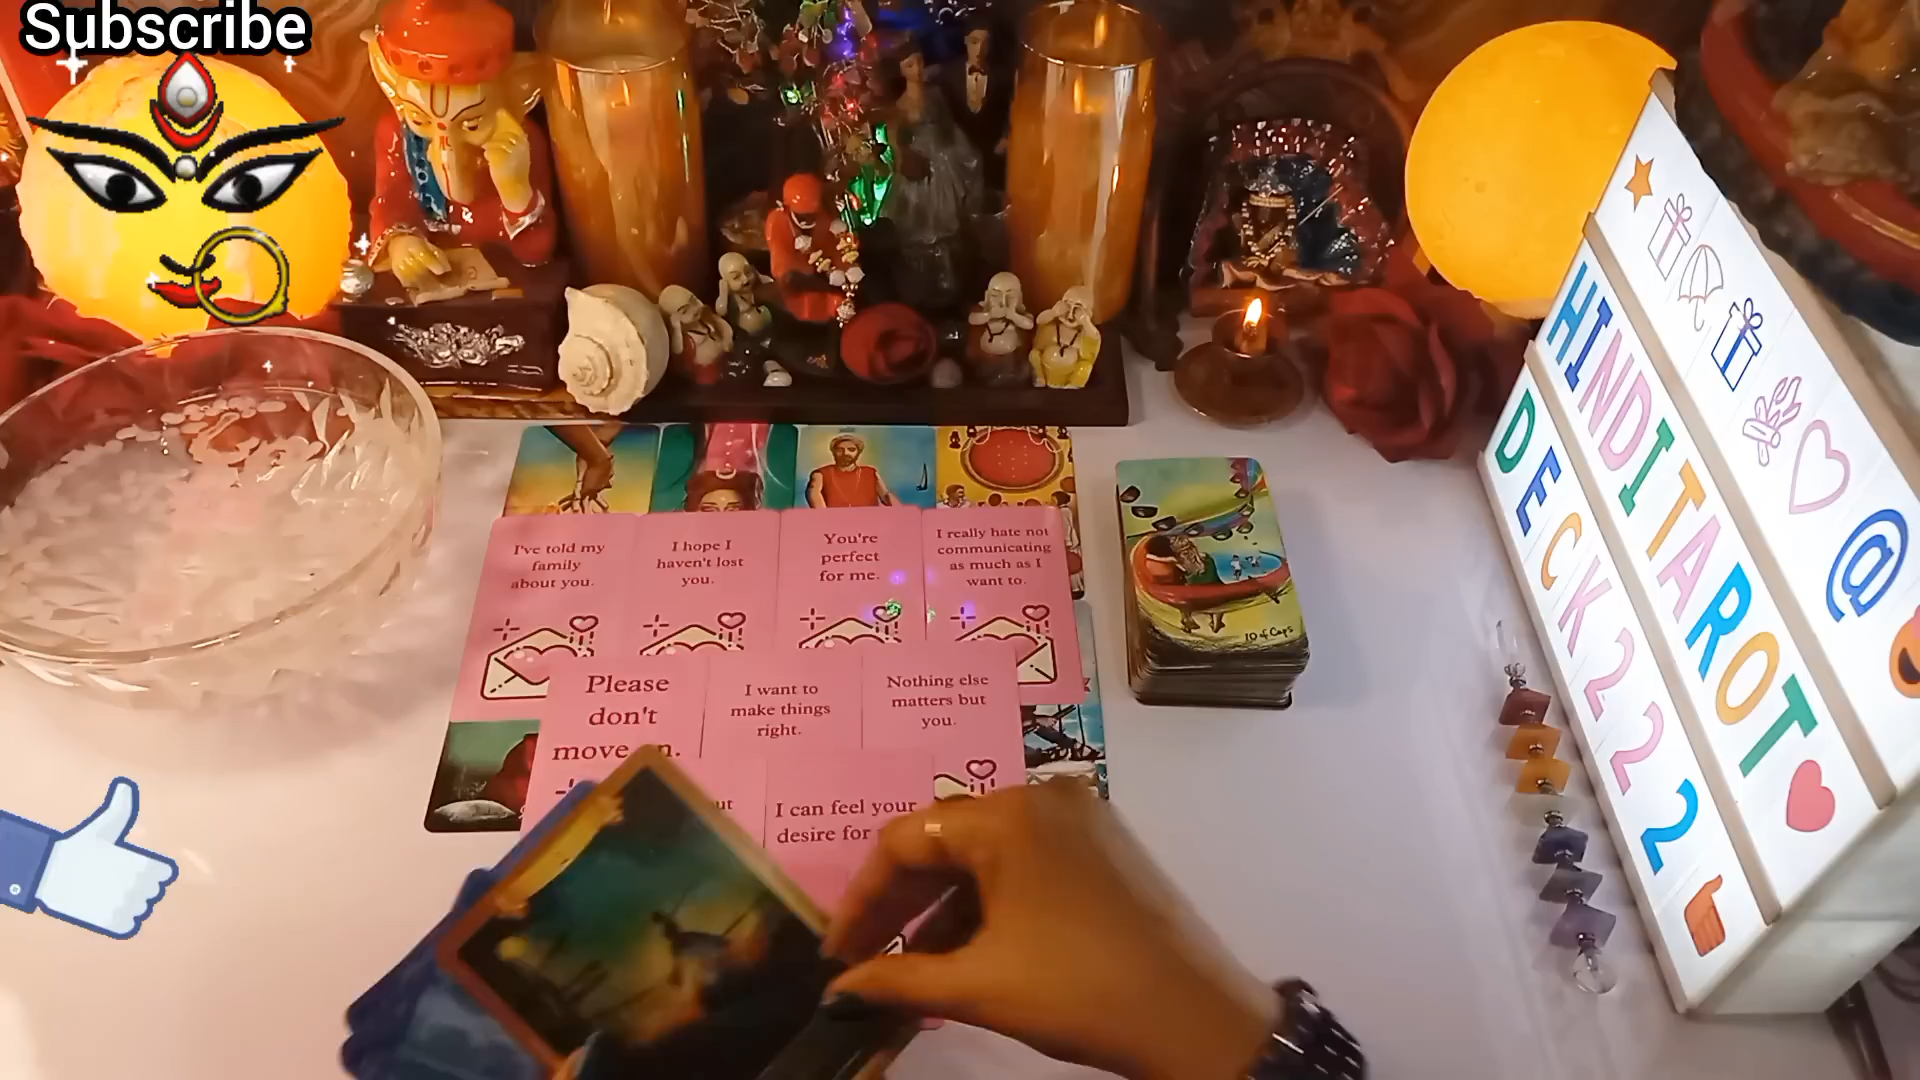 Subscribe
I've told my
family
about you.
I hope I
haven't lost
you.
You're
perfect
for me.
I really hate not
communicating
as much as I
want to.
Please
don't
move on.
I want to
make things
right.
Nothing else
matters but
you.
I can feel your
desire for
10 of Cups
@
HINDITAROT
DECK222